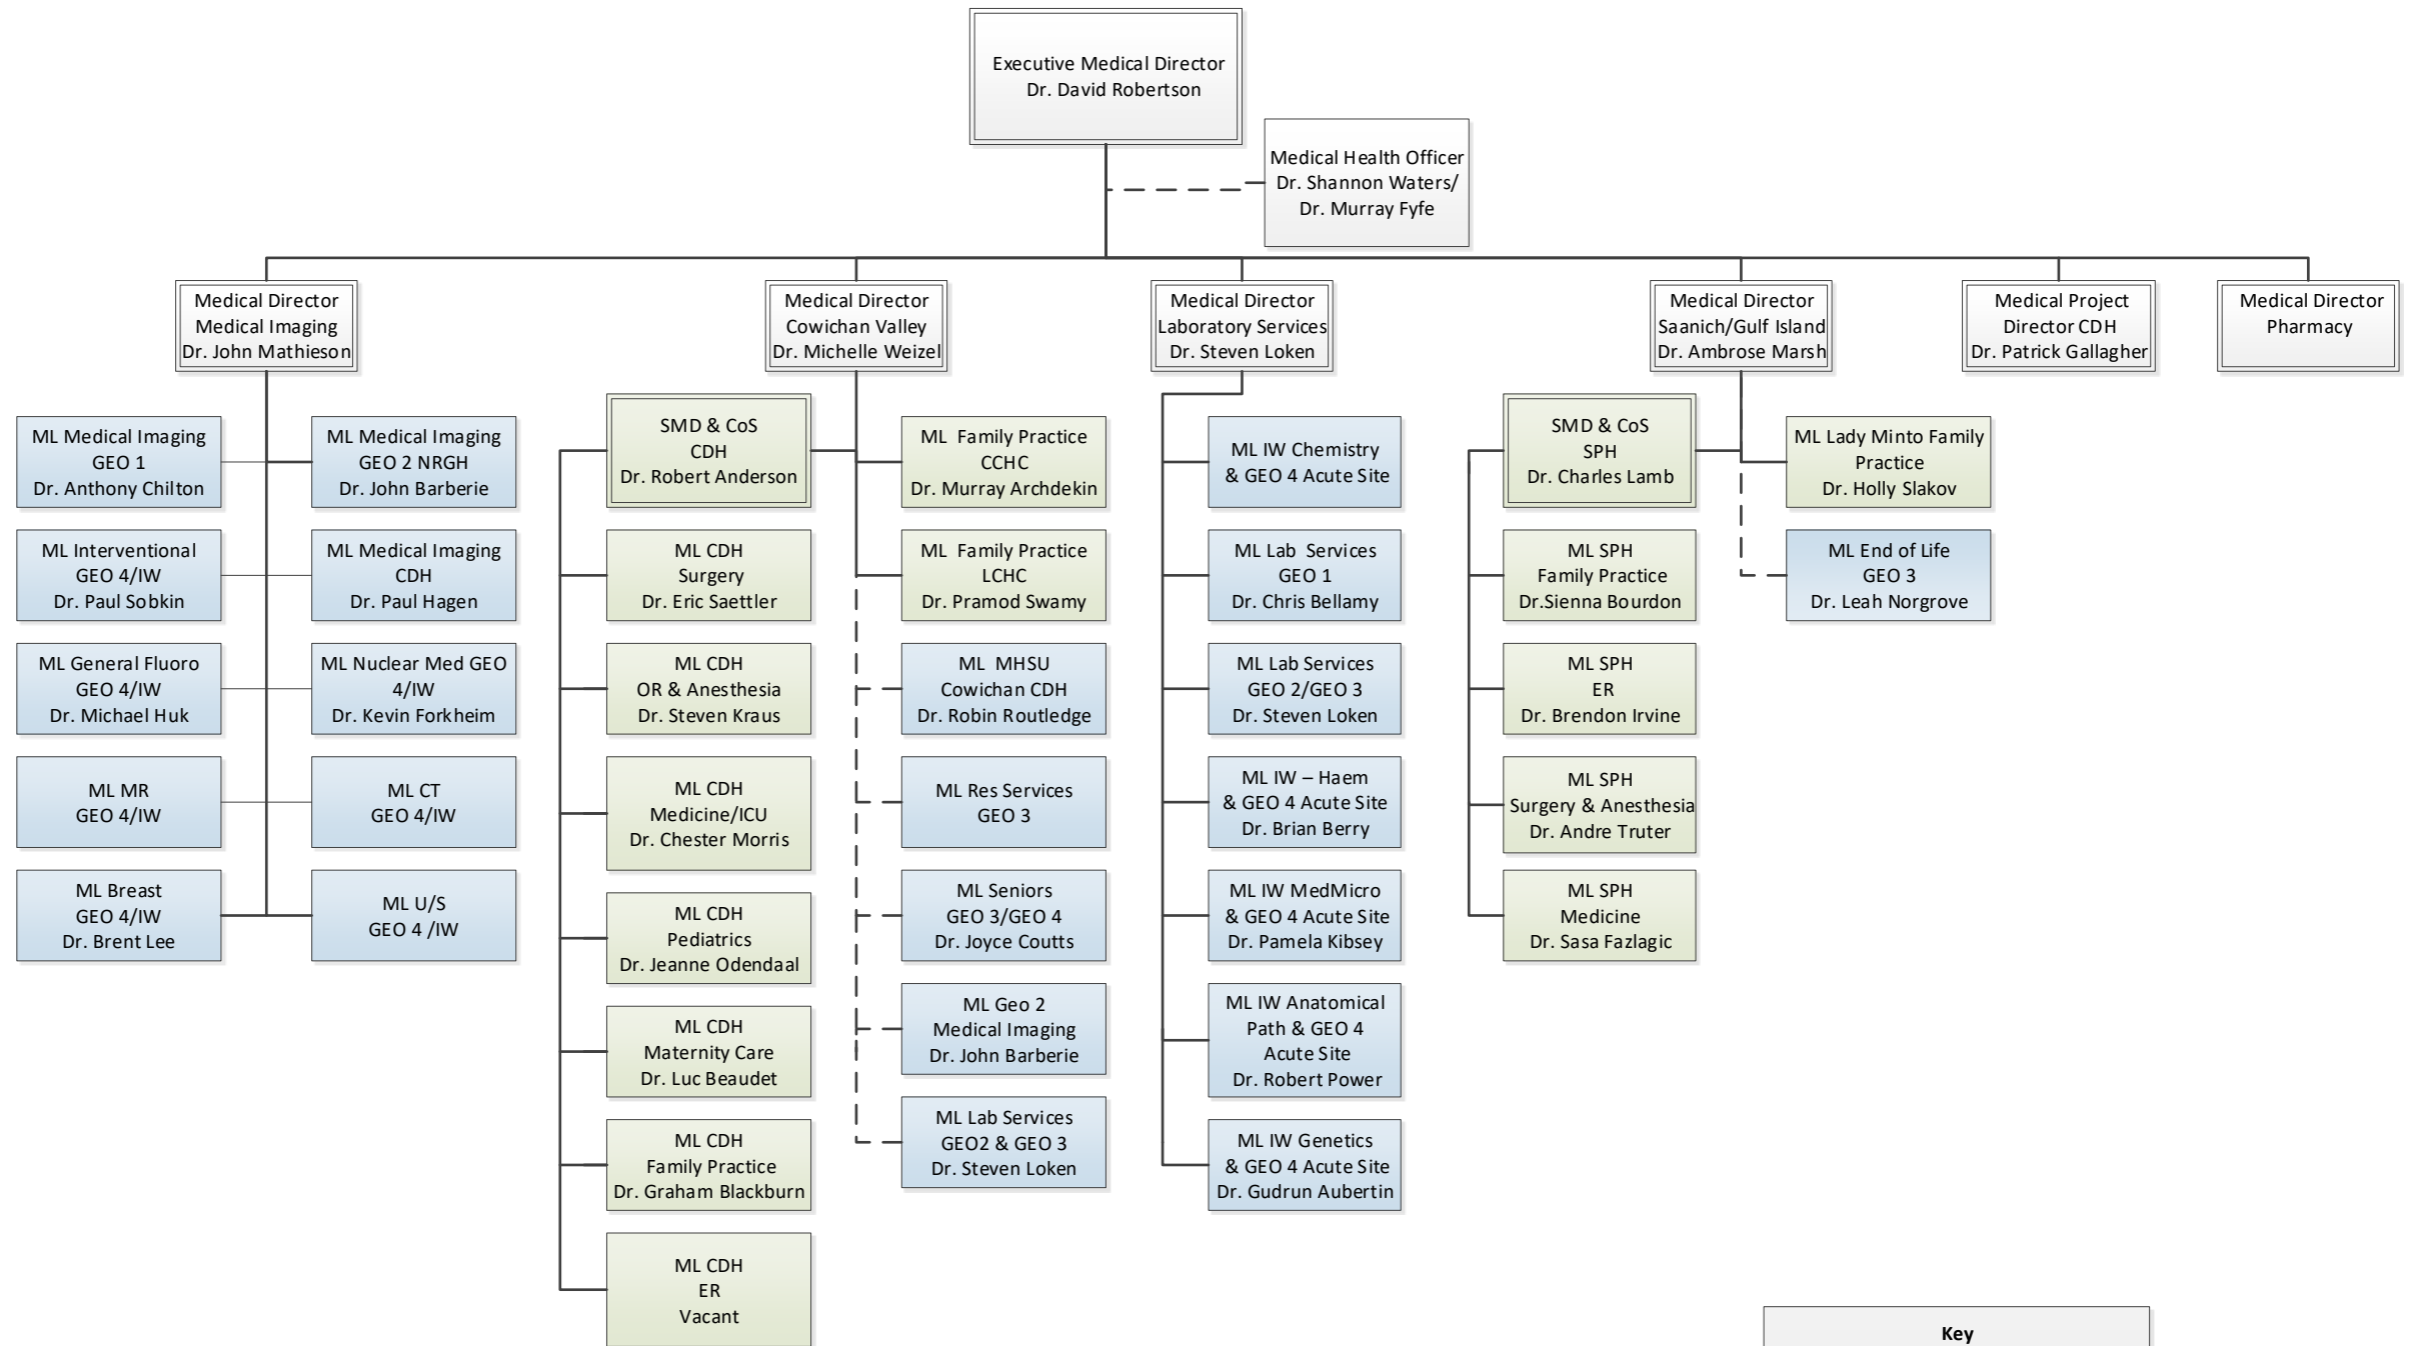 Executive Medical Director
Dr. David Robertson
Medical Health Officer
Dr. Shannon Waters/
Dr. Murray Fyfe
Medical Director
Medical Imaging
Dr. John Mathieson
Medical Director
Cowichan Valley
Dr. Michelle Weizel
Medical Director
Laboratory Services
Dr. Steven Loken
Medical Director
Saanich/Gulf Island
Dr. Ambrose Marsh
Medical Project
Director CDH
Dr. Patrick Gallagher
Medical Director
Pharmacy
ML Medical Imaging
GEO 1
Dr. Anthony Chilton
ML Medical Imaging
GEO 2 NRGH
Dr. John Barberie
ML Interventional
GEO 4/IW
Dr. Paul Sobkin
ML Medical Imaging
CDH
Dr. Paul Hagen
ML General Fluoro
GEO 4/IW
Dr. Michael Huk
ML Nuclear Med GEO
4/IW
Dr. Kevin Forkheim
ML MR
GEO 4/IW
ML CT
GEO 4/IW
ML Breast
GEO 4/IW
Dr. Brent Lee
ML U/S
GEO 4 /IW
SMD & CoS
CDH
Dr. Robert Anderson
ML CDH
Surgery
Dr. Eric Saettler
ML CDH
OR & Anesthesia
Dr. Steven Kraus
ML CDH
Medicine/ICU
Dr. Chester Morris
ML CDH
Pediatrics
Dr. Jeanne Odendaal
ML CDH
Maternity Care
Dr. Luc Beaudet
ML CDH
Family Practice
Dr. Graham Blackburn
ML CDH
ER
Vacant
ML Family Practice
CCHC
Dr. Murray Archdekin
ML Family Practice
LCHC
Dr. Pramod Swamy
ML MHSU
Cowichan CDH
Dr. Robin Routledge
ML Res Services
GEO 3
ML Seniors
GEO 3/GEO 4
Dr. Joyce Coutts
ML Geo 2
Medical Imaging
Dr. John Barberie
ML Lab Services
GEO2 & GEO 3
Dr. Steven Loken
ML IW Chemistry
& GEO 4 Acute Site
ML Lab Services
GEO 1
Dr. Chris Bellamy
ML Lab Services
GEO 2/GEO 3
Dr. Steven Loken
ML IW – Haem
& GEO 4 Acute Site
Dr. Brian Berry
ML IW MedMicro
& GEO 4 Acute Site
Dr. Pamela Kibsey
ML IW Anatomical
Path & GEO 4
Acute Site
Dr. Robert Power
ML IW Genetics
& GEO 4 Acute Site
Dr. Gudrun Aubertin
SMD & CoS
SPH
Dr. Charles Lamb
ML SPH
Family Practice
Dr.Sienna Bourdon
ML SPH
ER
Dr. Brendon Irvine
ML SPH
Surgery & Anesthesia
Dr. Andre Truter
ML SPH
Medicine
Dr. Sasa Fazlagic
ML Lady Minto Family
Practice
Dr. Holly Slakov
ML End of Life
GEO 3
Dr. Leah Norgrove
Key